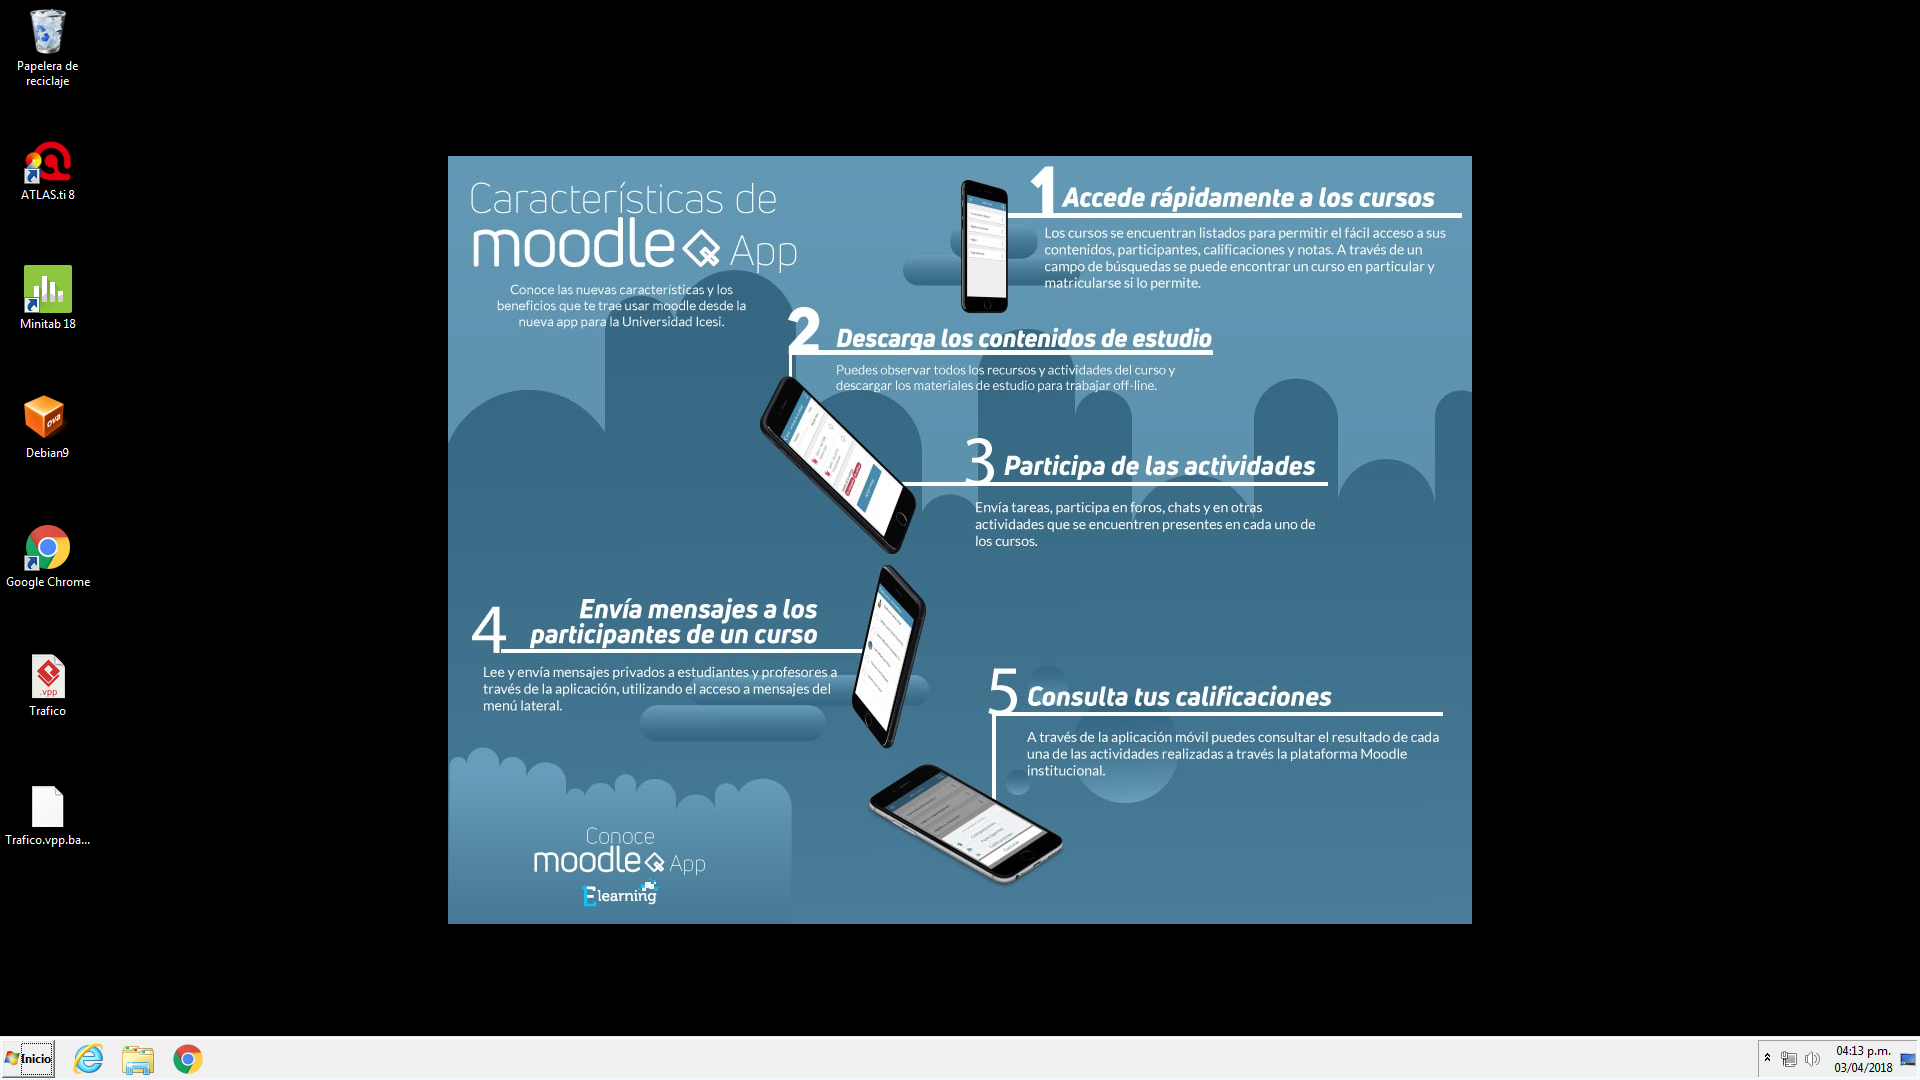 Papelera de
reciclaje
ATLAS.ti 8
Minitab 18
ova
Debian9
Google Chrome
.vpp
Trafico
Trafico.vpp.ba...
Características de
moodle App
Conoce las nuevas características y los
beneficios que te trae usar moodle desde la
nueva app para la Universidad Icesi.
1 Accede rápidamente a los cursos
Los cursos se encuentran listados para permitir el fácil acceso a sus
contenidos, participantes, calificaciones y notas. A través de un
campo de búsquedas se puede encontrar un curso en particular y
matricularse si lo permite.
2 Descarga los contenidos de estudio
Puedes observar todos los recursos y actividades del curso y
descargar los materiales de estudio para trabajar off-line.
3 Participa de las actividades
Envía tareas, participa en foros, chats y en otras
actividades que se encuentren presentes en cada uno de
los cursos.
4 Envía mensajes a los
participantes de un curso
Lee y envía mensajes privados a estudiantes y profesores a
través de la aplicación, utilizando el acceso a mensajes del
menú lateral.
5 Consulta tus calificaciones
A través de la aplicación móvil puedes consultar el resultado de cada
una de las actividades realizadas a través la plataforma Moodle
institucional.
Conoce
moodle App
Elearning
Inicio
04:13 p.m.
03/04/2018